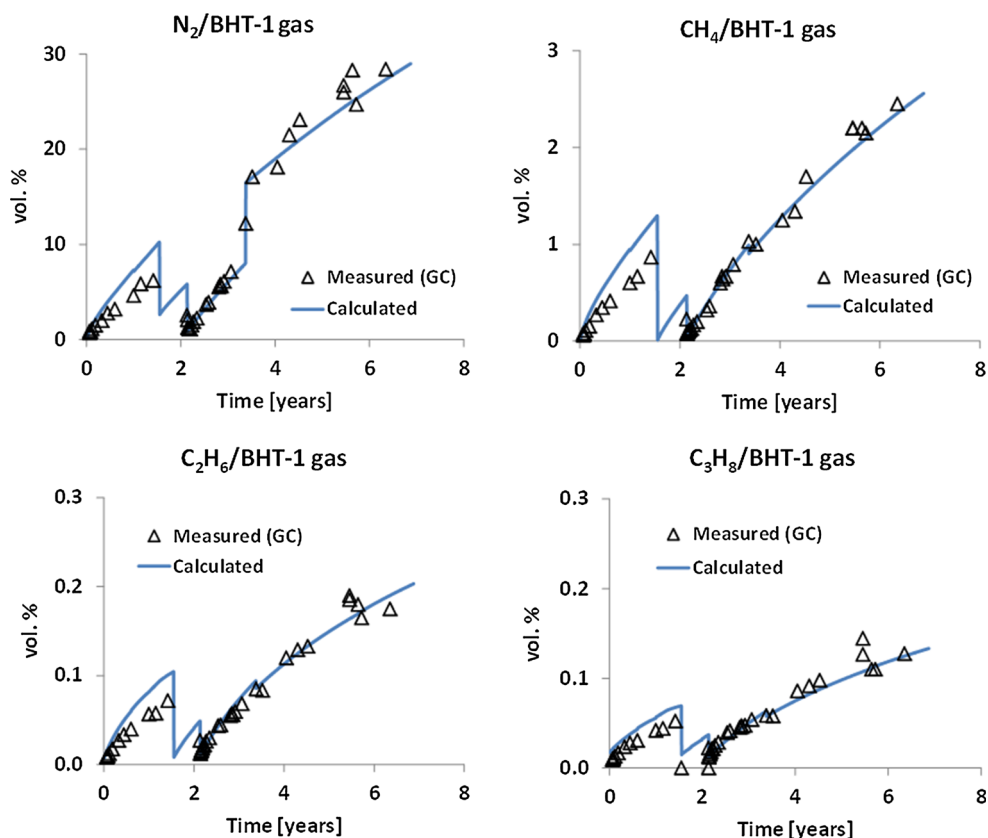 N₂/BHT-1 gas
30
20
10
0
vol. %
Measured (GC)
Calculated
0 2 4 6 8
Time [years]
CH₄/BHT-1 gas
3
2
1
0
vol. %
Measured (GC)
Calculated
0 2 4 6 8
Time [years]
C₂H₆/BHT-1 gas
0.3
0.2
0.1
0.0
vol. %
Measured (GC)
Calculated
0 2 4 6 8
Time [years]
C₃H₈/BHT-1 gas
0.3
0.2
0.1
0.0
vol. %
Measured (GC)
Calculated
0 2 4 6 8
Time [years]